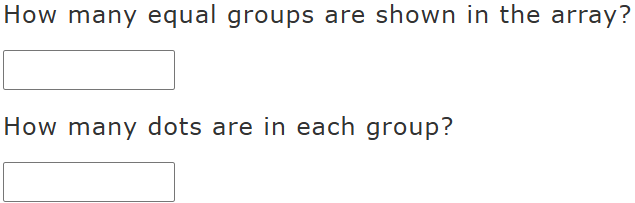 How many equal groups are shown in the array?
How many dots are in each group?